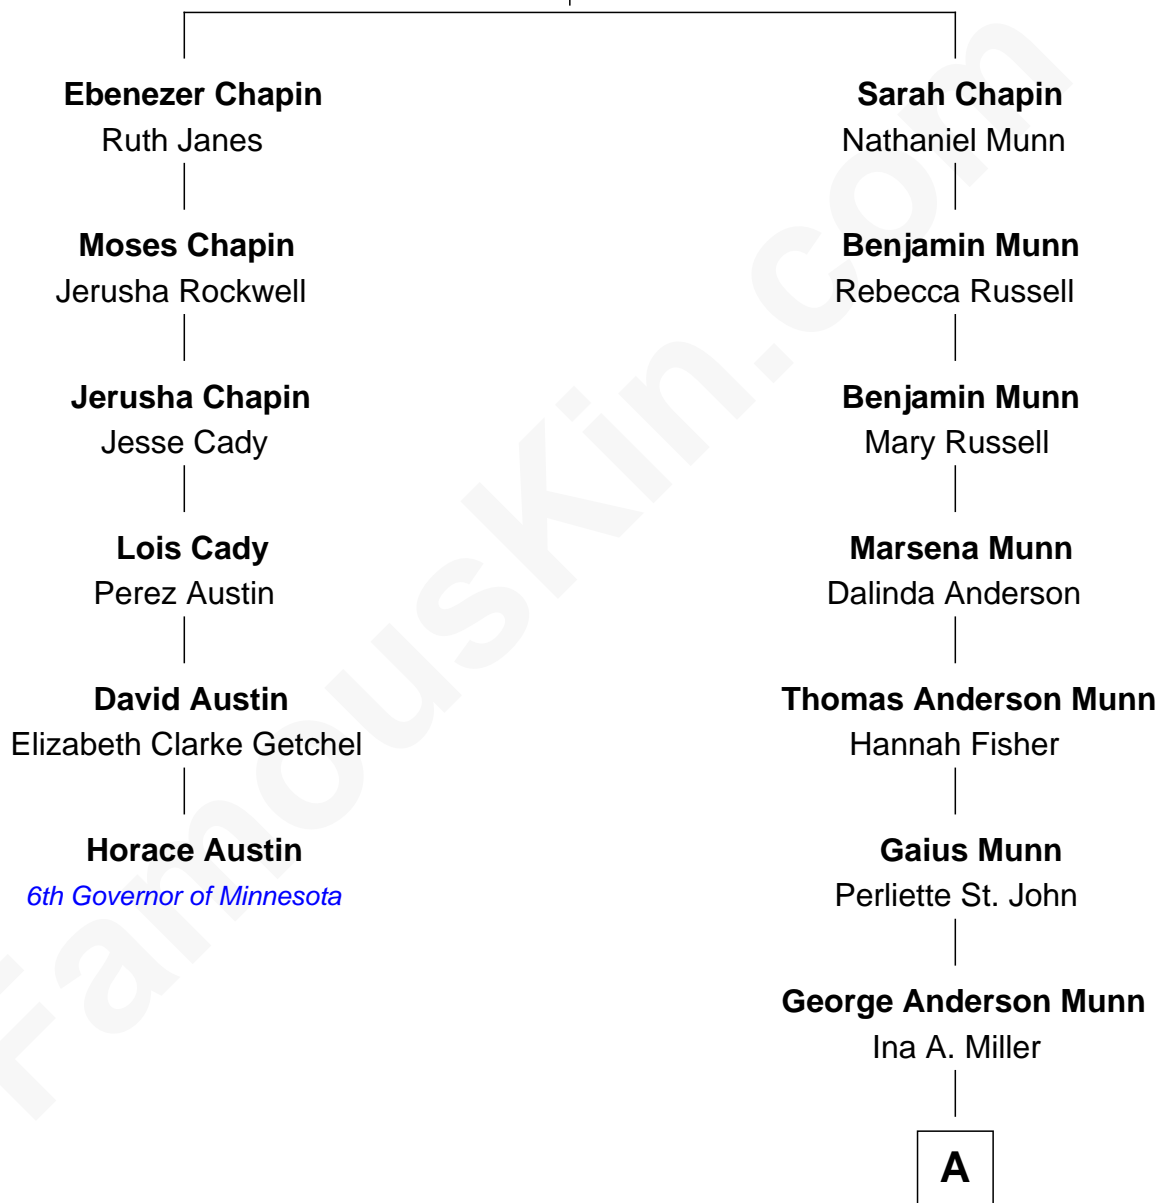 Ebenezer Chapin
Ruth Janes
Moses Chapin
Jerusha Rockwell
Jerusha Chapin
Jesse Cady
Lois Cady
Perez Austin
David Austin
Elizabeth Clarke Getchel
Horace Austin
6th Governor of Minnesota
Sarah Chapin
Nathaniel Munn
Benjamin Munn
Rebecca Russell
Benjamin Munn
Mary Russell
Marsena Munn
Dalinda Anderson
Thomas Anderson Munn
Hannah Fisher
Gaius Munn
Perliette St. John
George Anderson Munn
Ina A. Miller
A
FamousKin.com